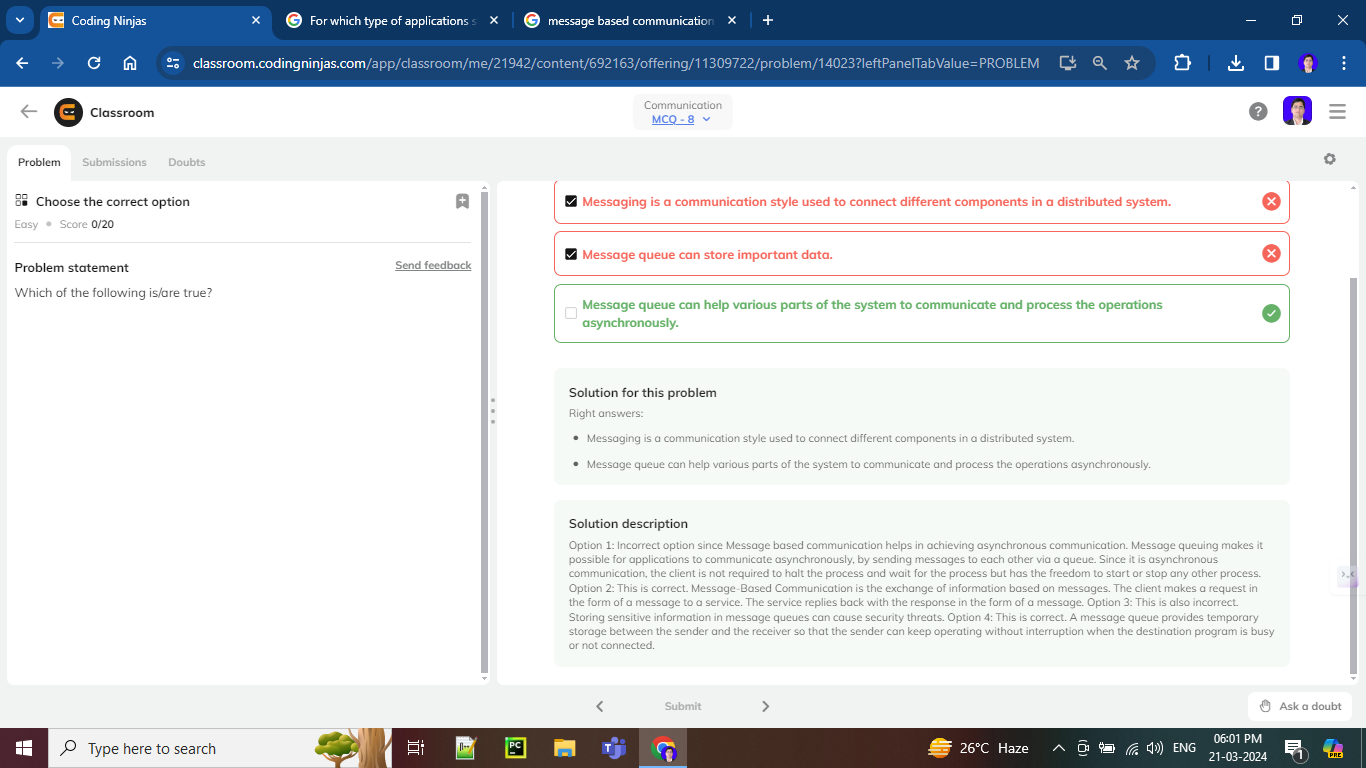 Coding Ninjas
For which type of applications s
message based communication
classroom.codingninjas.com/app/classroom/me/21942/content/692163/offering/11309722/problem/14023?leftPanelTabValue=PROBLEM
Classroom
Communication
MCQ - 8
Problem
Submissions
Doubts
Choose the correct option
Easy
Score 0/20
Problem statement
Send feedback
Which of the following is/are true?
Messaging is a communication style used to connect different components in a distributed system.
Message queue can store important data.
Message queue can help various parts of the system to communicate and process the operations
asynchronously.
Solution for this problem
Right answers:
Messaging is a communication style used to connect different components in a distributed system.
Message queue can help various parts of the system to communicate and process the operations asynchronously.
Solution description
Option 1: Incorrect option since Message based communication helps in achieving asynchronous communication. Message queuing makes it
possible for applications to communicate asynchronously, by sending messages to each other via a queue. Since it is asynchronous
communication, the client is not required to halt the process and wait for the process but has the freedom to start or stop any other process.
Option 2: This is correct. Message-Based Communication is the exchange of information based on messages. The client makes a request in
the form of a message to a service. The service replies back with the response in the form of a message. Option 3: This is also incorrect.
Storing sensitive information in message queues can cause security threats. Option 4: This is correct. A message queue provides temporary
storage between the sender and the receiver so that the sender can keep operating without interruption when the destination program is busy
or not connected.
Submit
Ask a doubt
Type here to search
26°C Haze
ENG
06:01 PM
21-03-2024
1
PC
PRE